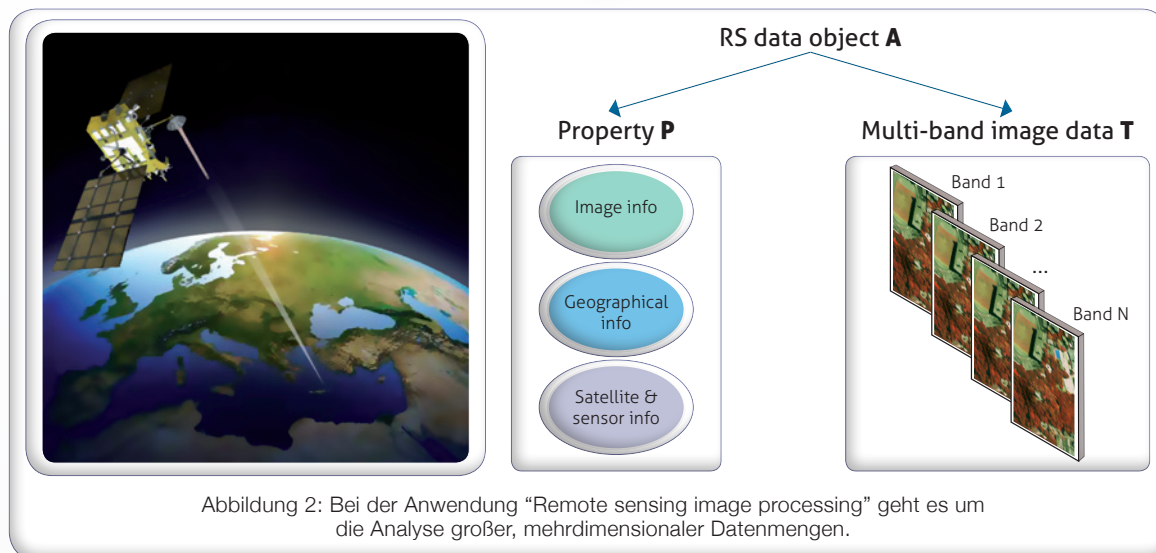 RS data object A
Property P
Multi-band image data T
Image info
Geographical
info
Satellite &
sensor info
Band 1
Band 2
...
Band N
Abbildung 2: Bei der Anwendung “Remote sensing image processing” geht es um
die Analyse großer, mehrdimensionaler Datenmengen.